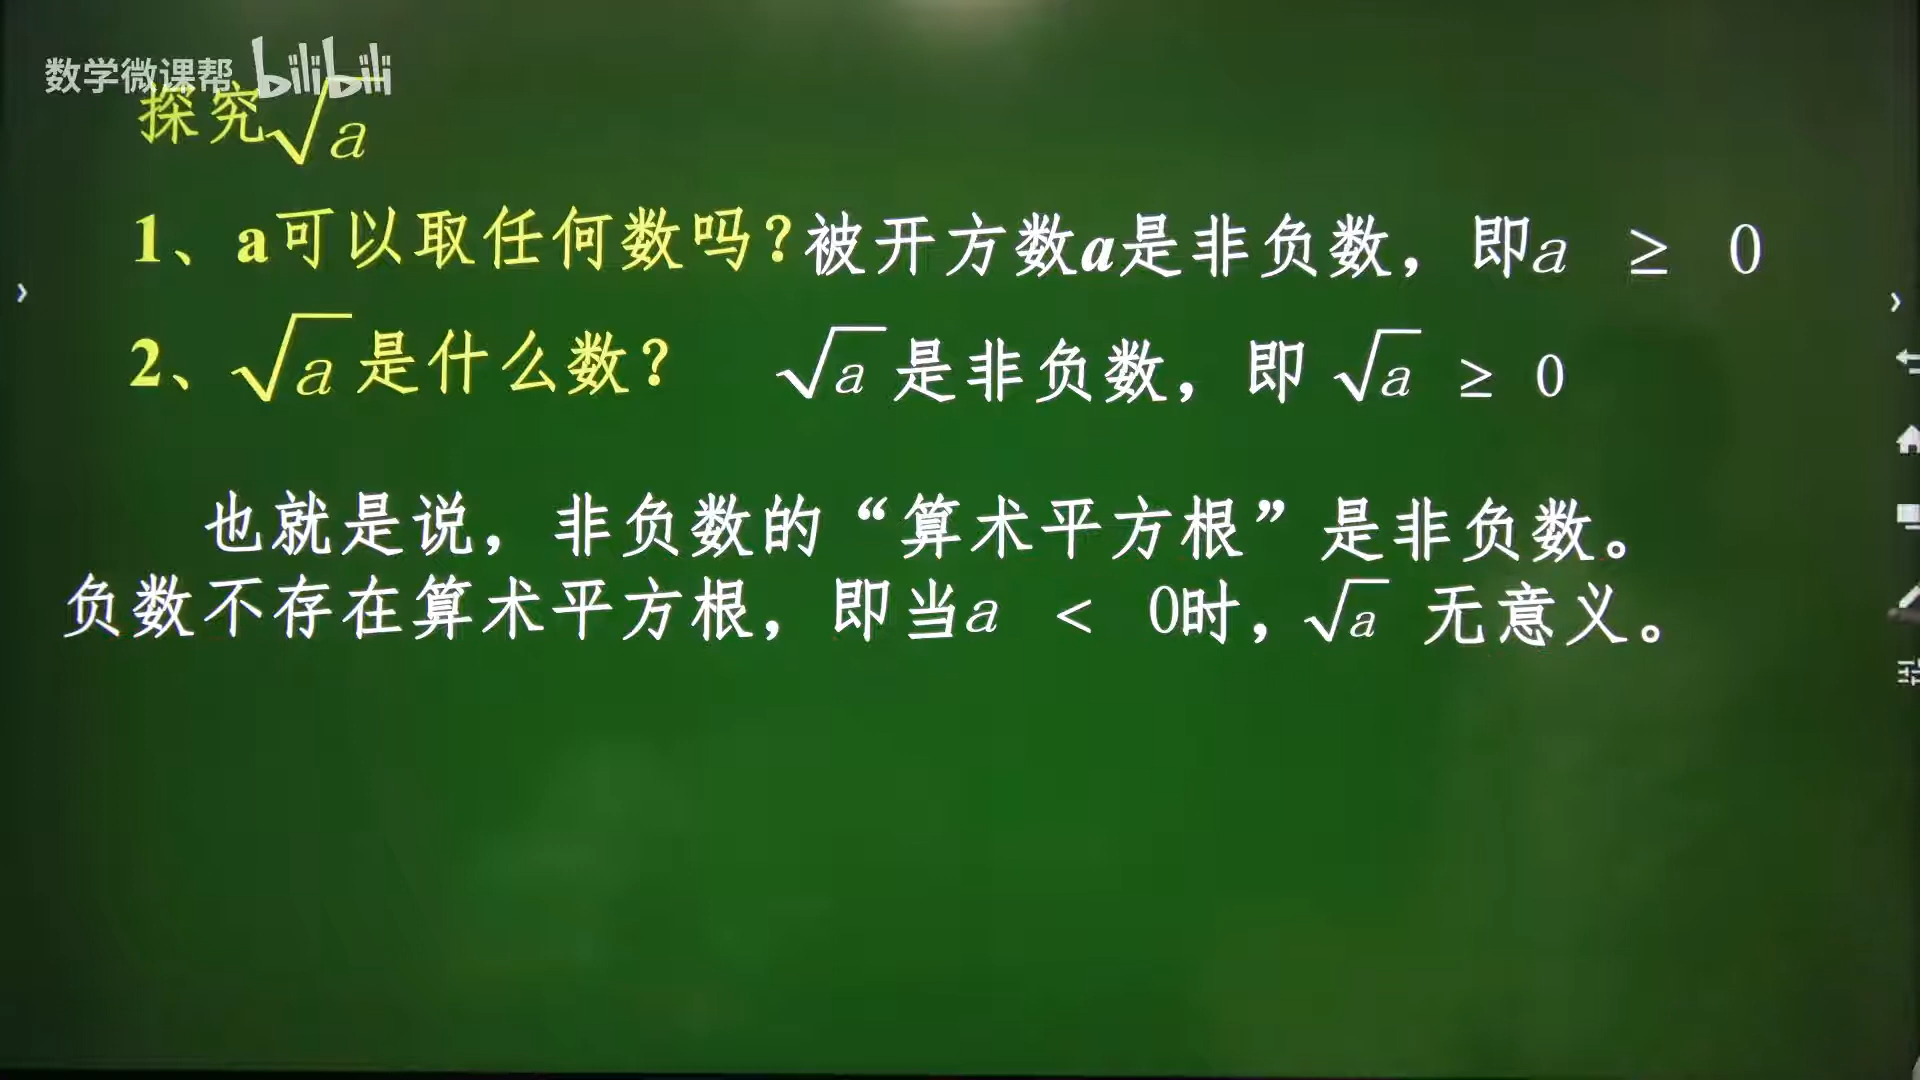 数学微课帮 bilibili
探究√a
1、a可以取任何数吗？被开方数a是非负数，即a ≥ 0
2、√a 是什么数？ √a 是非负数，即 √a ≥ 0
也就是说，非负数的“算术平方根”是非负数。
负数不存在算术平方根，即当a < 0时，√a 无意义。